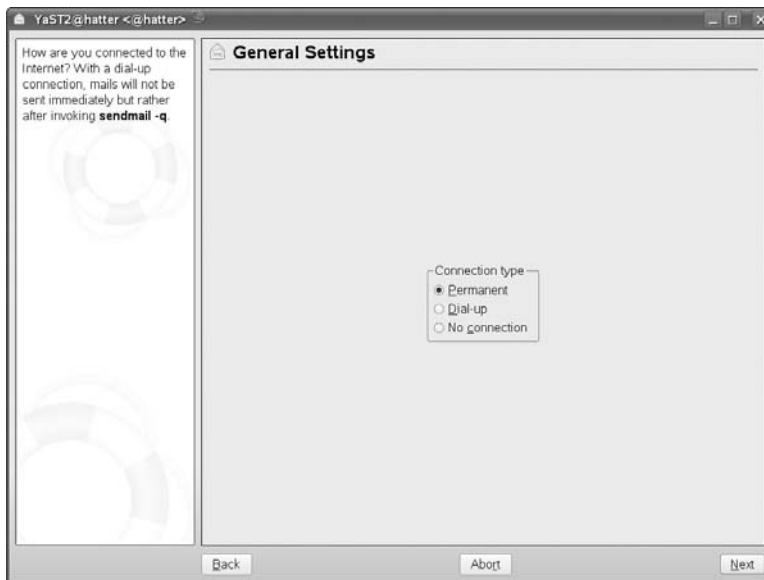 YaST2@hatter <@hatter>
How are you connected to the
Internet? With a dial-up
connection, mails will not be
sent immediately but rather
after invoking sendmail -q.
General Settings
Connection type
Permanent
Dial-up
No connection
Back
Abort
Next